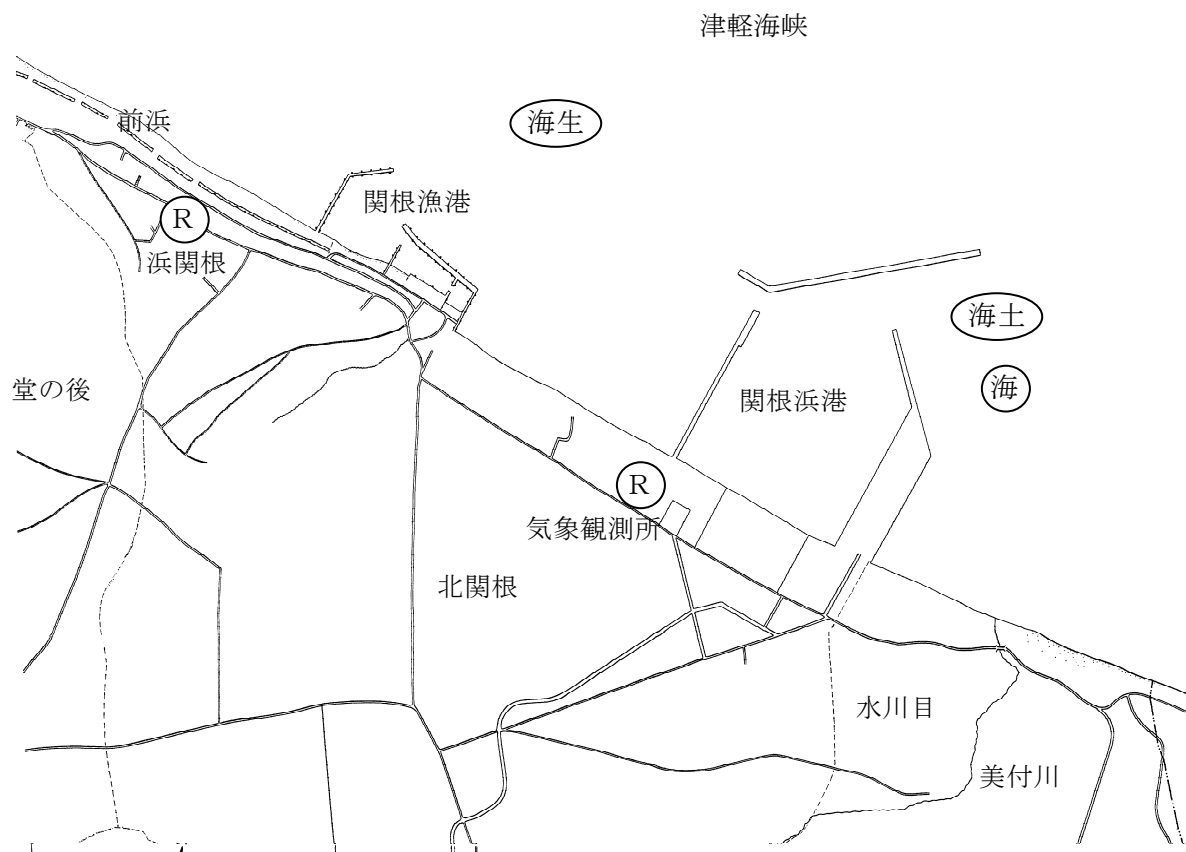 津軽海峡
海生
前浜
関根漁港
R
浜関根
海土
堂の後
海
関根浜港
R
気象観測所
北関根
水川目
美付川